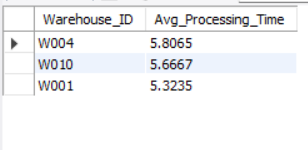 Warehouse_ID Avg_Processing_Time
W004 5.8065
W010 5.6667
W001 5.3235